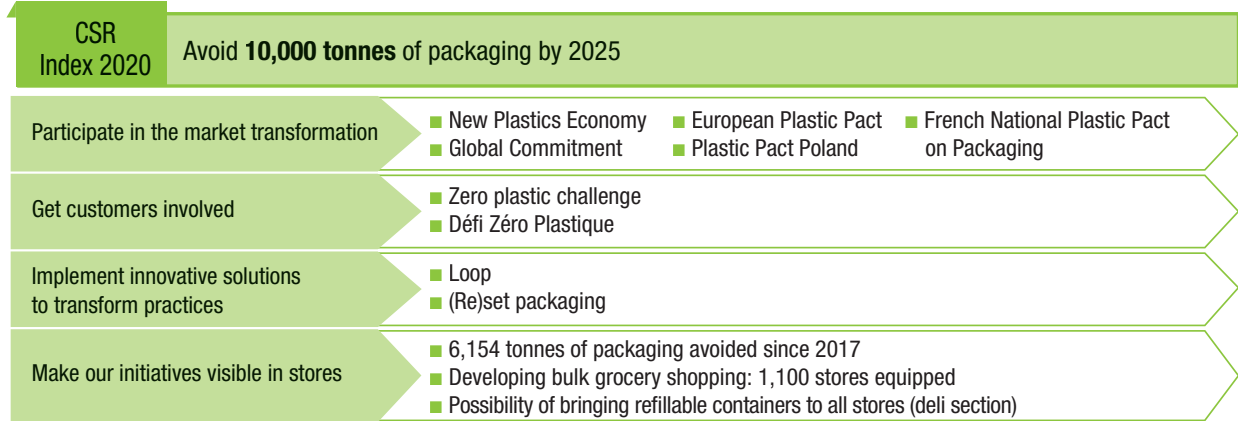 CSR
Index 2020
Avoid 10,000 tonnes of packaging by 2025
Participate in the market transformation
■ New Plastics Economy
■ Global Commitment
■ European Plastic Pact
■ Plastic Pact Poland
■ French National Plastic Pact
on Packaging
Get customers involved
■ Zero plastic challenge
■ Défi Zéro Plastique
Implement innovative solutions
to transform practices
■ Loop
■ (Re)set packaging
Make our initiatives visible in stores
■ 6,154 tonnes of packaging avoided since 2017
■ Developing bulk grocery shopping: 1,100 stores equipped
■ Possibility of bringing refillable containers to all stores (deli section)